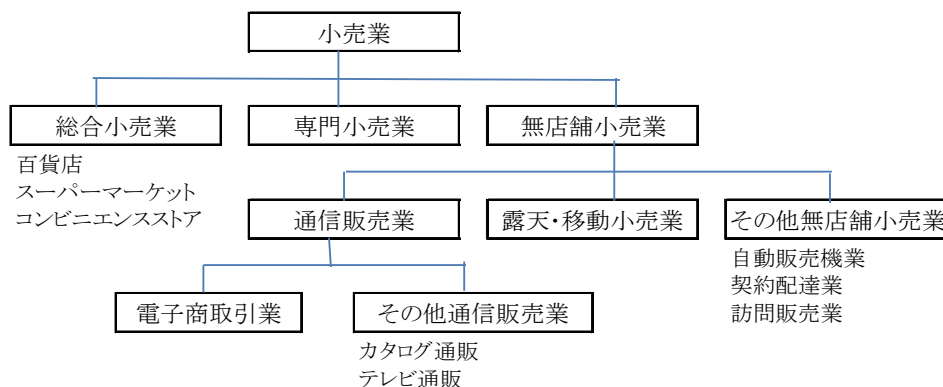 小売業
総合小売業
専門小売業
無店舗小売業
百貨店
スーパーマーケット
コンビニエンスストア
通信販売業
露天・移動小売業
その他無店舗小売業
自動販売機業
契約配達業
訪問販売業
電子商取引業
その他通信販売業
カタログ通販
テレビ通販